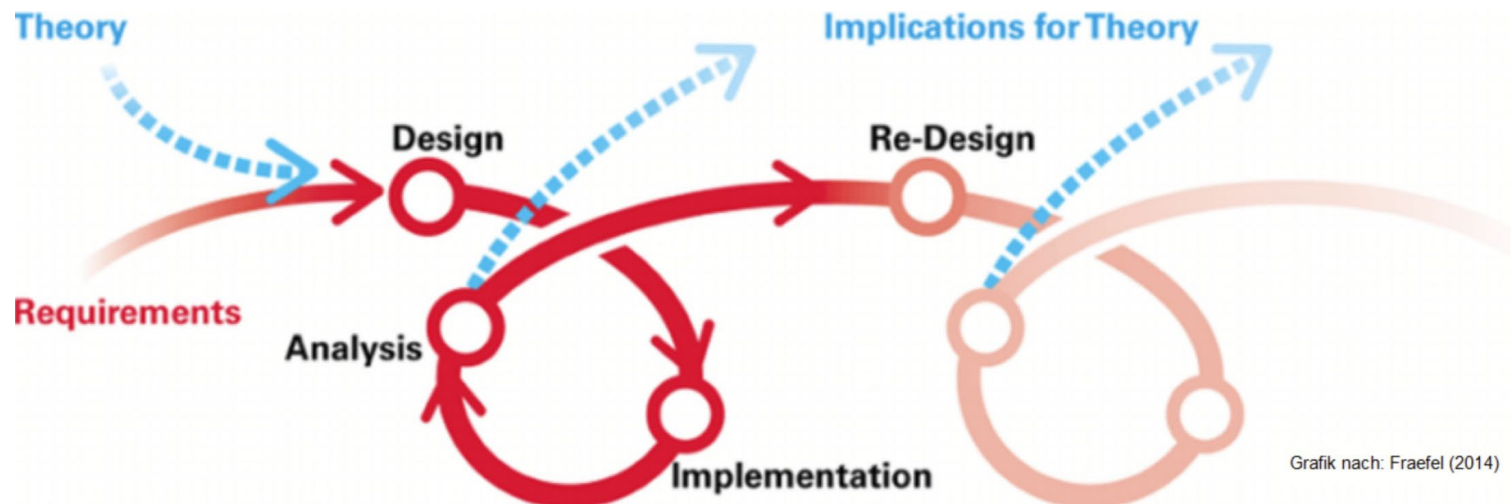 Theory
Implications for Theory
Design
Re-Design
Requirements
Analysis
Implementation
Grafik nach: Fraefel (2014)